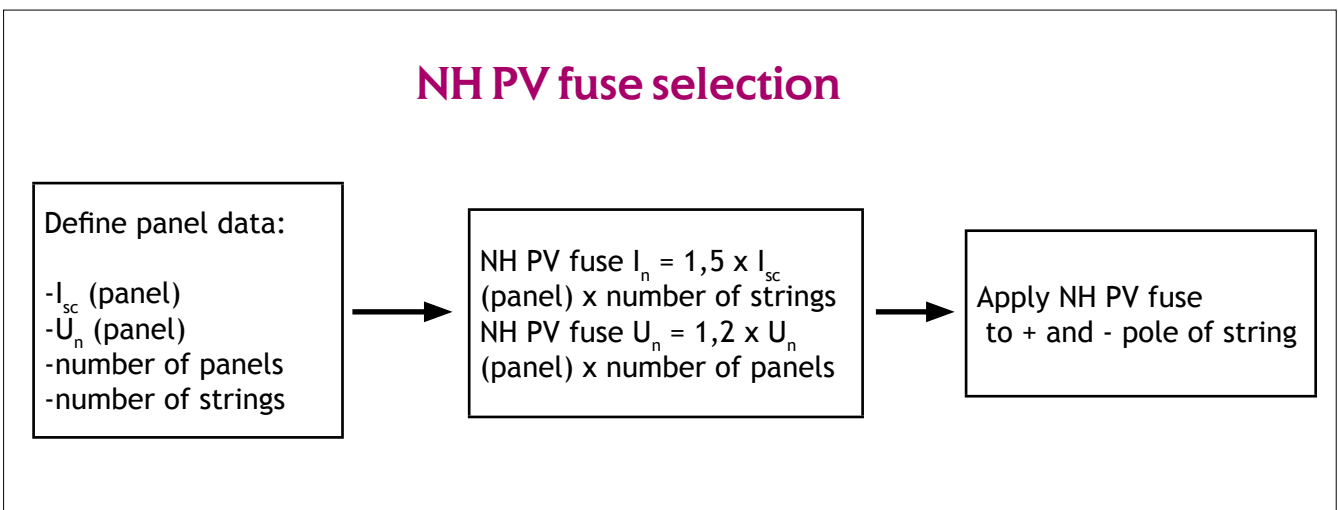 NH PV fuse selection
Define panel data:
-Isc (panel)
-Un (panel)
-number of panels
-number of strings
NH PV fuse In = 1,5 x Isc
(panel) x number of strings
NH PV fuse Un = 1,2 x Un
(panel) x number of panels
Apply NH PV fuse
to + and - pole of string